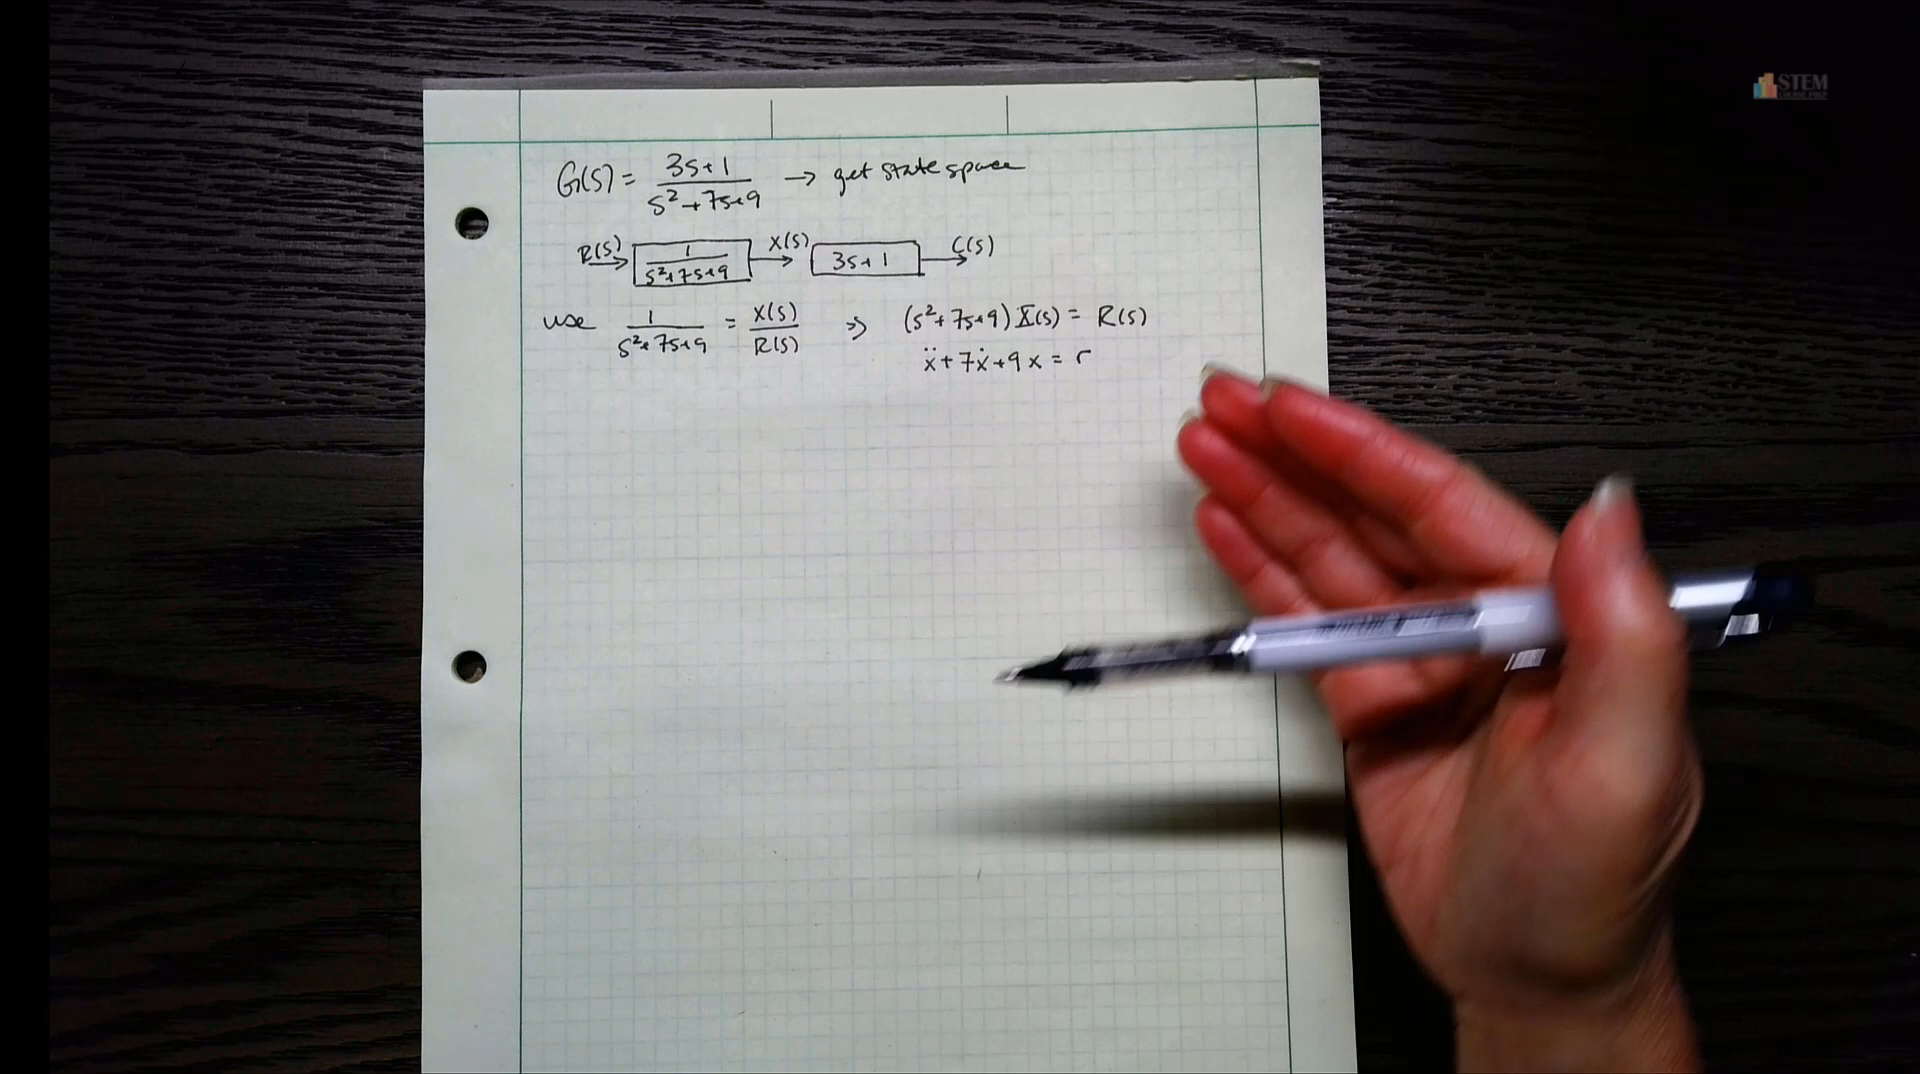 G(s) = (3s+1)/(s²+7s+9) → get state space
R(s) → [1/(s²+7s+9)] X(s) → [3s+1] → C(s)
use 1/(s²+7s+9) = X(s)/R(s) ⇒ (s²+7s+9) X(s) = R(s)
ẍ + 7ẋ + 9x = r
STEM